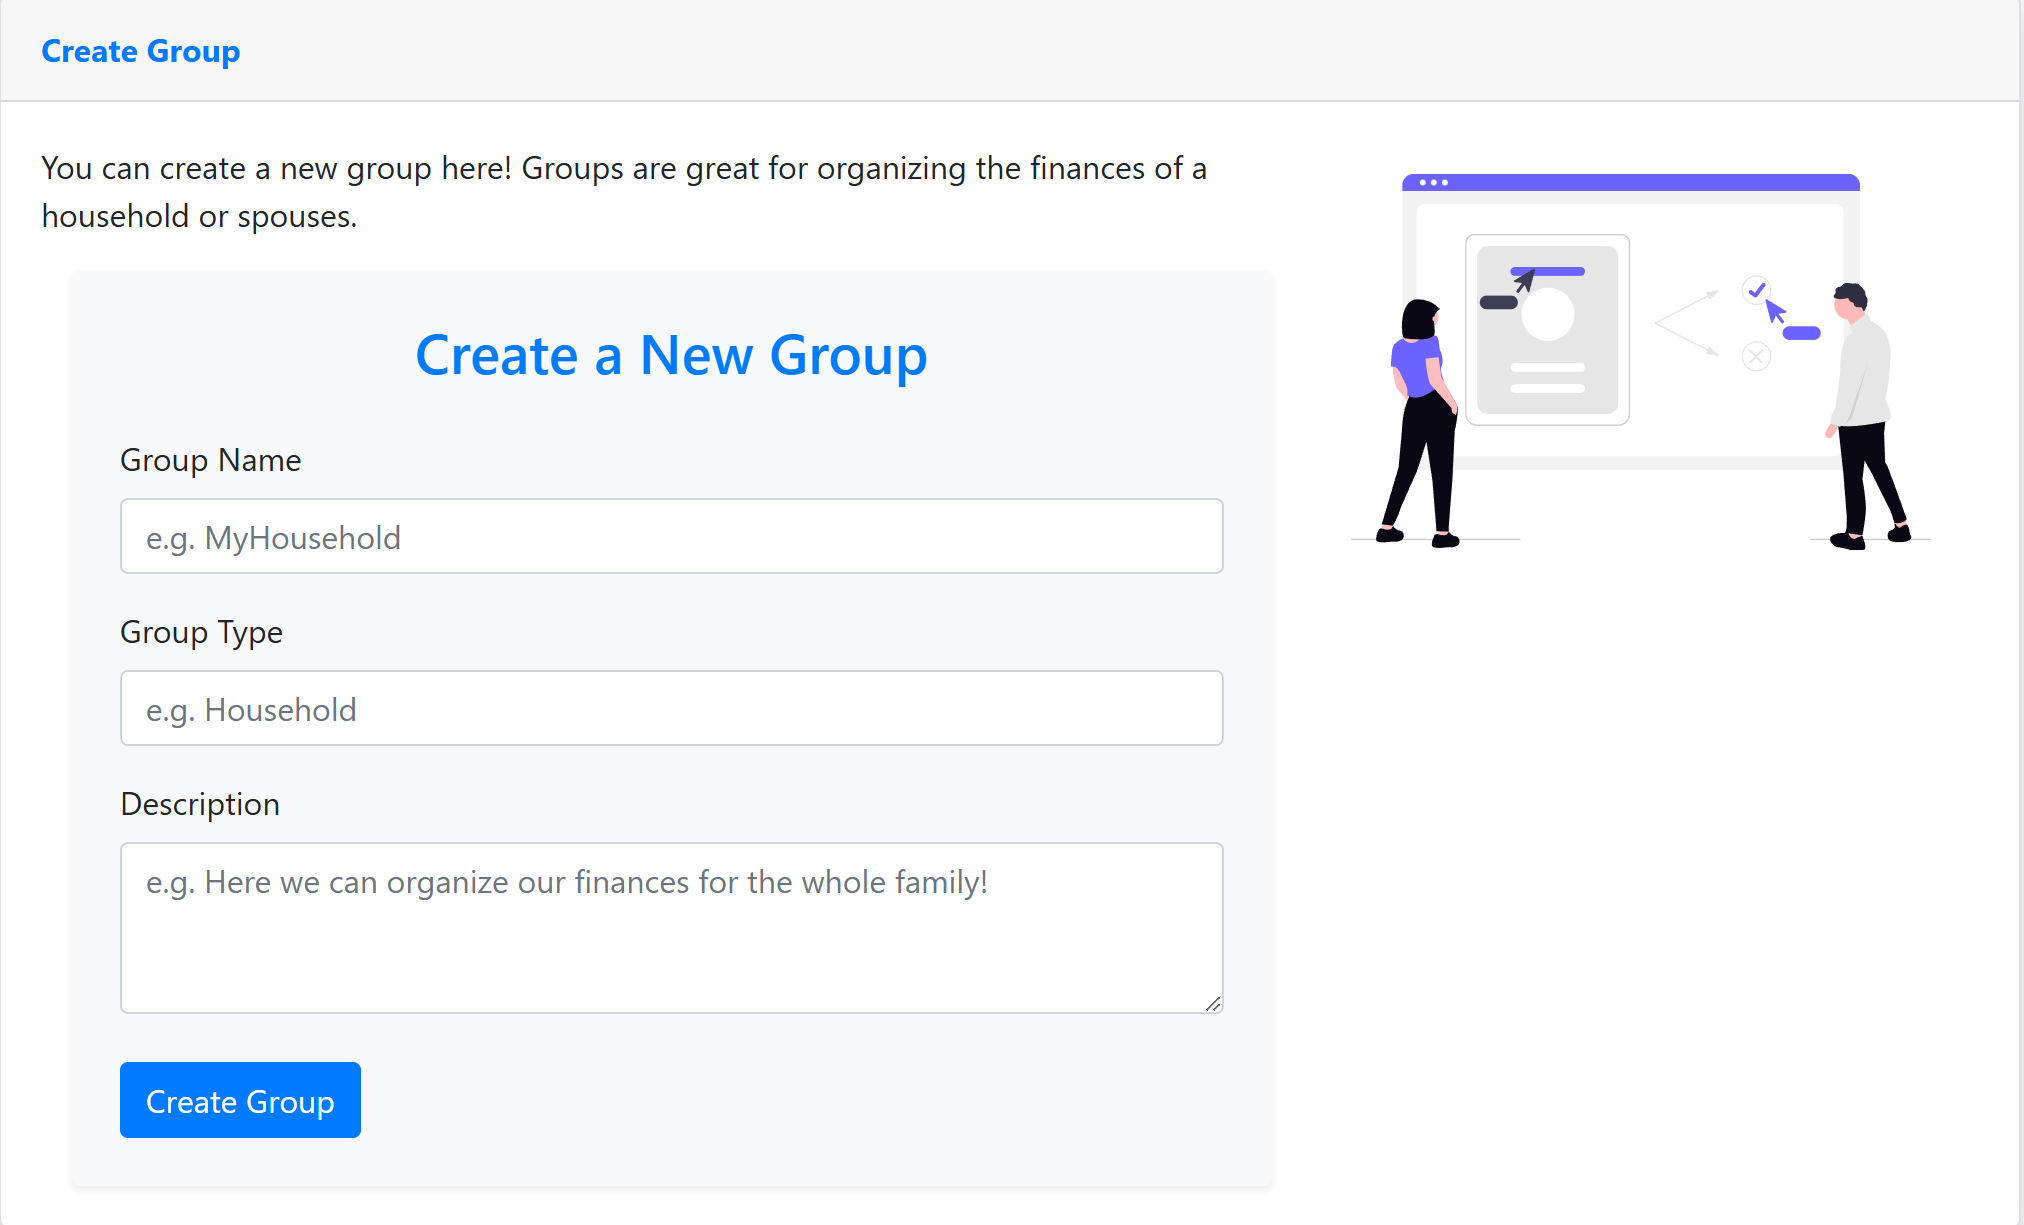 Create Group
You can create a new group here! Groups are great for organizing the finances of a
household or spouses.
Create a New Group
Group Name
e.g. MyHousehold
Group Type
e.g. Household
Description
e.g. Here we can organize our finances for the whole family!
Create Group